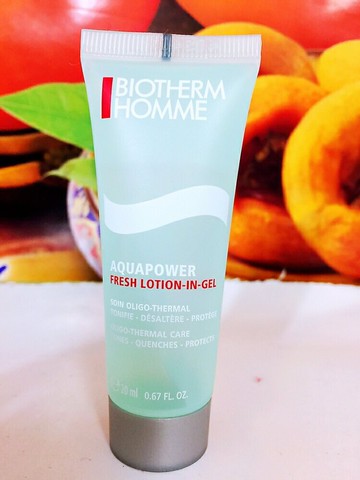 BIOTHERM
HOMME
AQUAPOWER
FRESH LOTION-IN-GEL
SOIN OLIGO-THERMAL
TONIFIE - DÉSALTÈRE - PROTÈGE
OLIGO-THERMAL CARE
TONES - QUENCHES - PROTECTS
20 ml 0.67 FL. OZ.